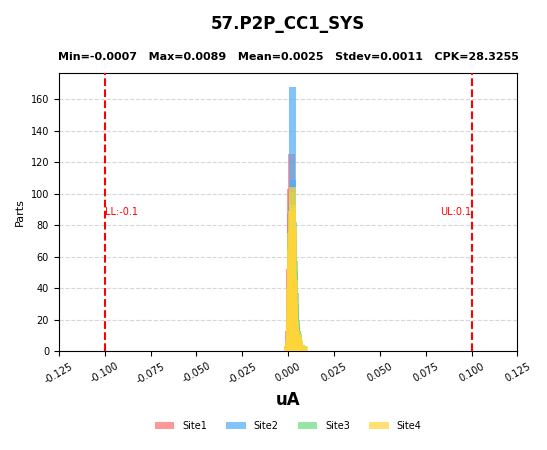 57.P2P_CC1_SYS
Min=-0.0007 Max=0.0089 Mean=0.0025 Stdev=0.0011 CPK=28.3255
160
140
120
100
80
60
40
20
0
Parts
LL:-0.1
UL:0.1
-0.125 -0.100 -0.075 -0.050 -0.025 0.000 0.025 0.050 0.075 0.100 0.125
uA
Site1 Site2 Site3 Site4